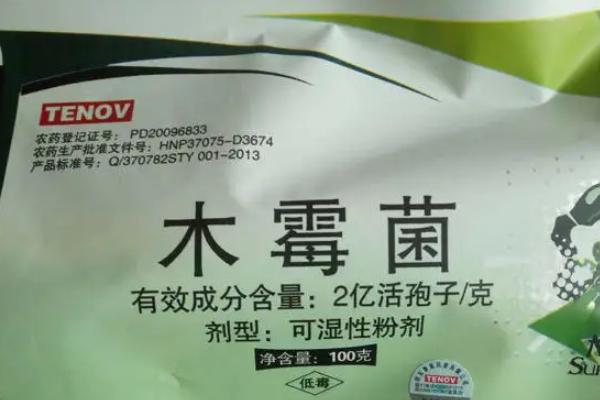 TENOV
农药登记证号：PD20096833
农药生产批准文件号：HNP37075-D3674
产品标准号：Q/370782STY 001-2013
木霉菌
有效成分含量：2亿活孢子/克
剂型：可湿性粉剂
净含量：100克
低毒
TENOV